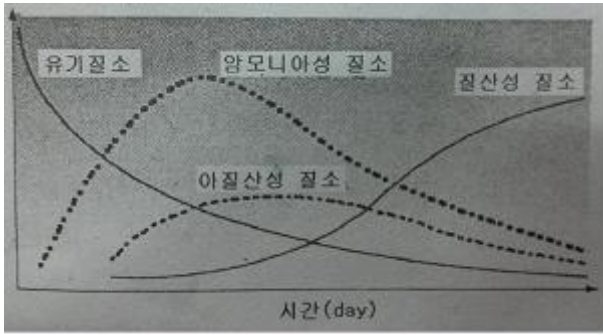 유기질소
암모니아성 질소
질산성 질소
아질산성 질소
시간(day)